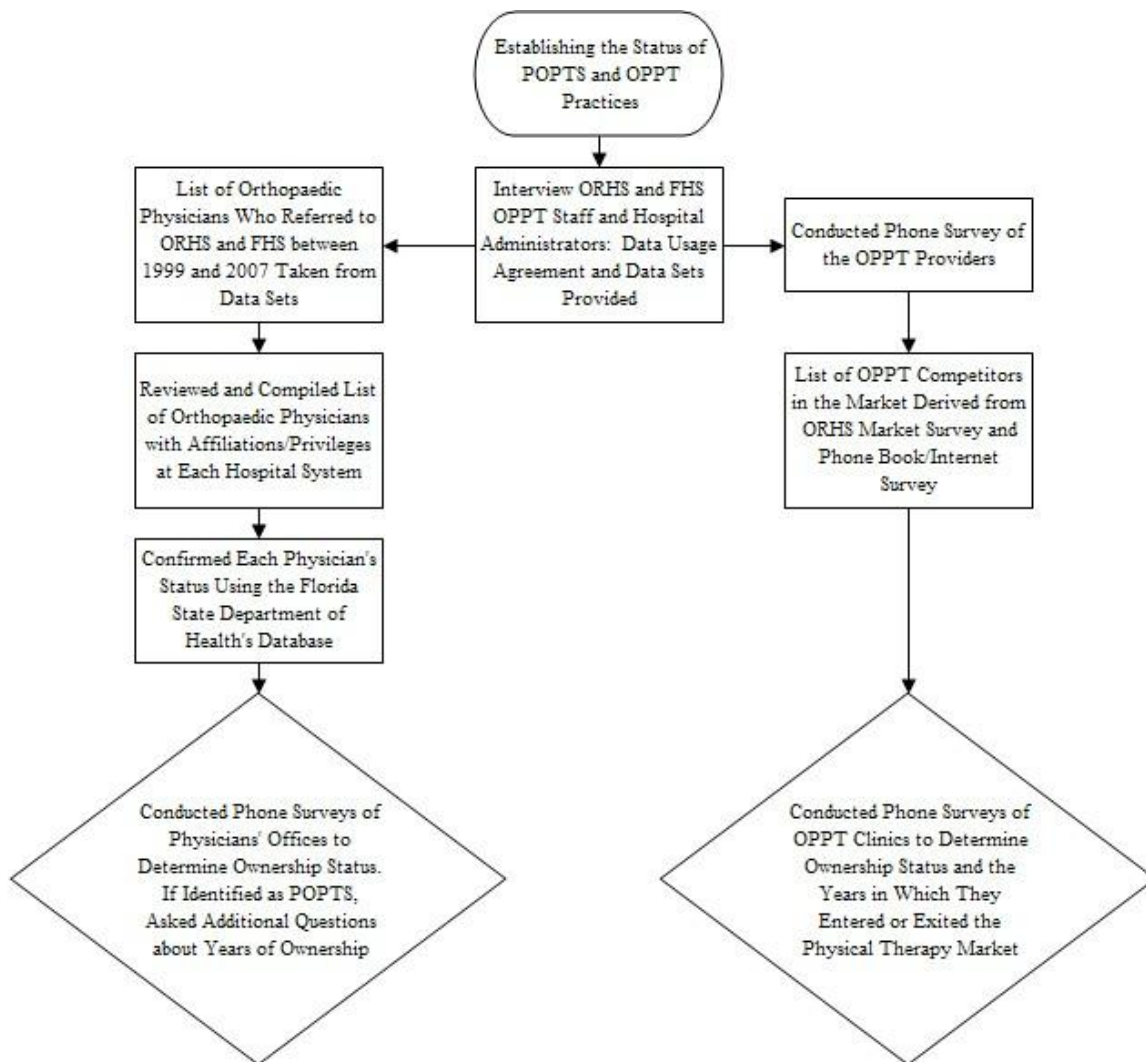 Establishing the Status of
POPTS and OPPT
Practices
List of Orthopaedic
Physicians Who Referred to
ORHS and FHS between
1999 and 2007 Taken from
Data Sets
Interview ORHS and FHS
OPPT Staff and Hospital
Administrators: Data Usage
Agreement and Data Sets
Provided
Conducted Phone Survey of
the OPPT Providers
Reviewed and Compiled List
of Orthopaedic Physicians
with Affiliations/Privileges
at Each Hospital System
List of OPPT Competitors
in the Market Derived from
ORHS Market Survey and
Phone Book/Internet
Survey
Confirmed Each Physician's
Status Using the Florida
State Department of
Health's Database
Conducted Phone Surveys of
Physicians' Offices to
Determine Ownership Status.
If Identified as POPTS,
Asked Additional Questions
about Years of Ownership
Conducted Phone Surveys of
OPPT Clinics to Determine
Ownership Status and the
Years in Which They
Entered or Exited the
Physical Therapy Market